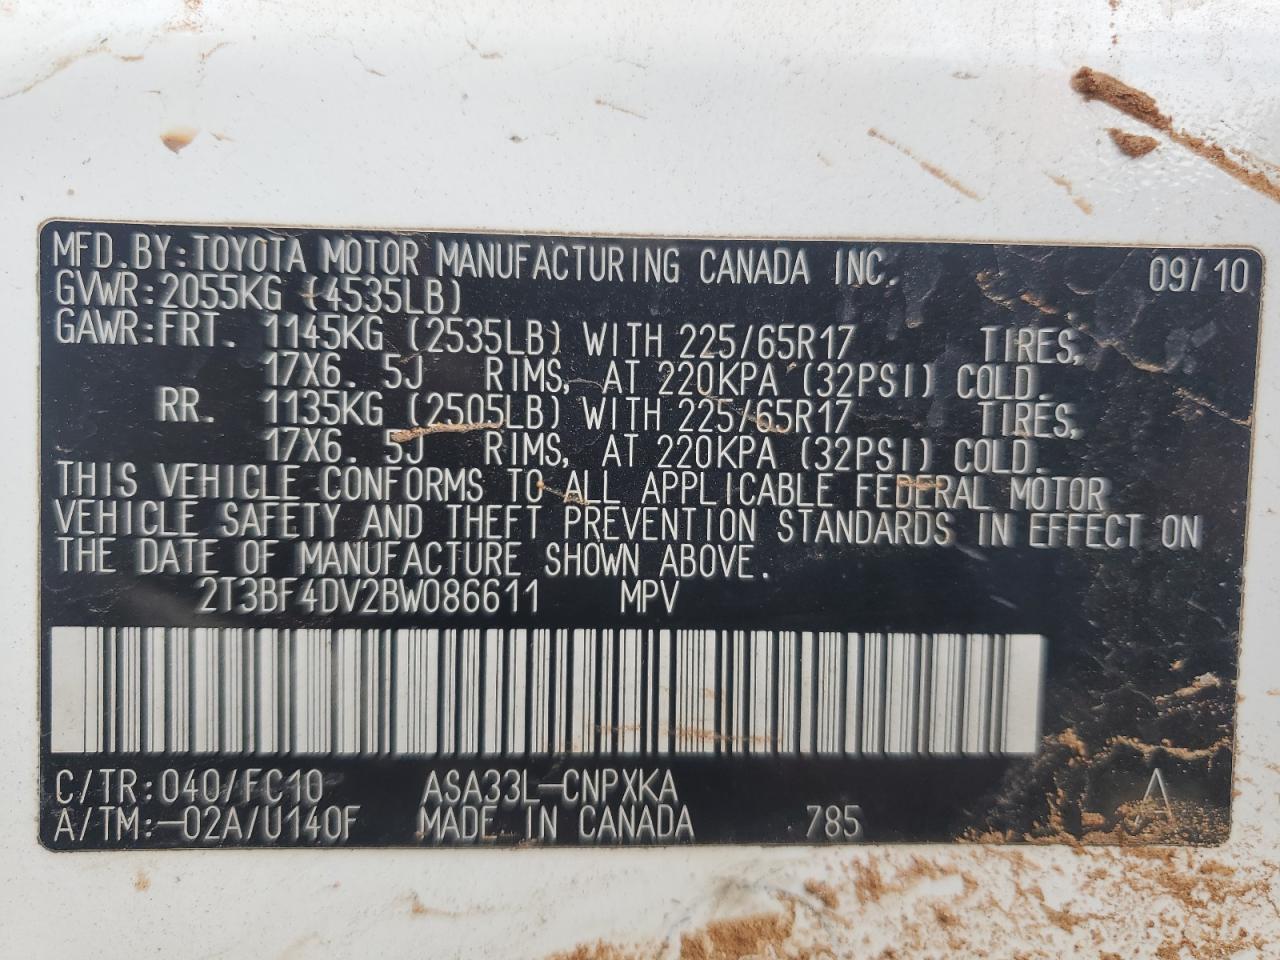 MFD.BY:TOYOTA MOTOR MANUFACTURING CANADA INC. 09/10
GVWR:2055KG (4535LB)
GAWR:FRT. 1145KG (2535LB) WITH 225/65R17 TIRES,
17X6. 5J RIMS, AT 220KPA (32PSI) COLD.
RR. 1135KG (2505LB) WITH 225/65R17 TIRES,
17X6. 5J RIMS, AT 220KPA (32PSI) COLD.
THIS VEHICLE CONFORMS TO ALL APPLICABLE FEDERAL MOTOR
VEHICLE SAFETY AND THEFT PREVENTION STANDARDS IN EFFECT ON
THE DATE OF MANUFACTURE SHOWN ABOVE.
2T3BF4DV2BW086611 MPV
C/TR:040/FC10 ASA33L-CNPXKA A
A/TM:-02A/U140F MADE IN CANADA 785